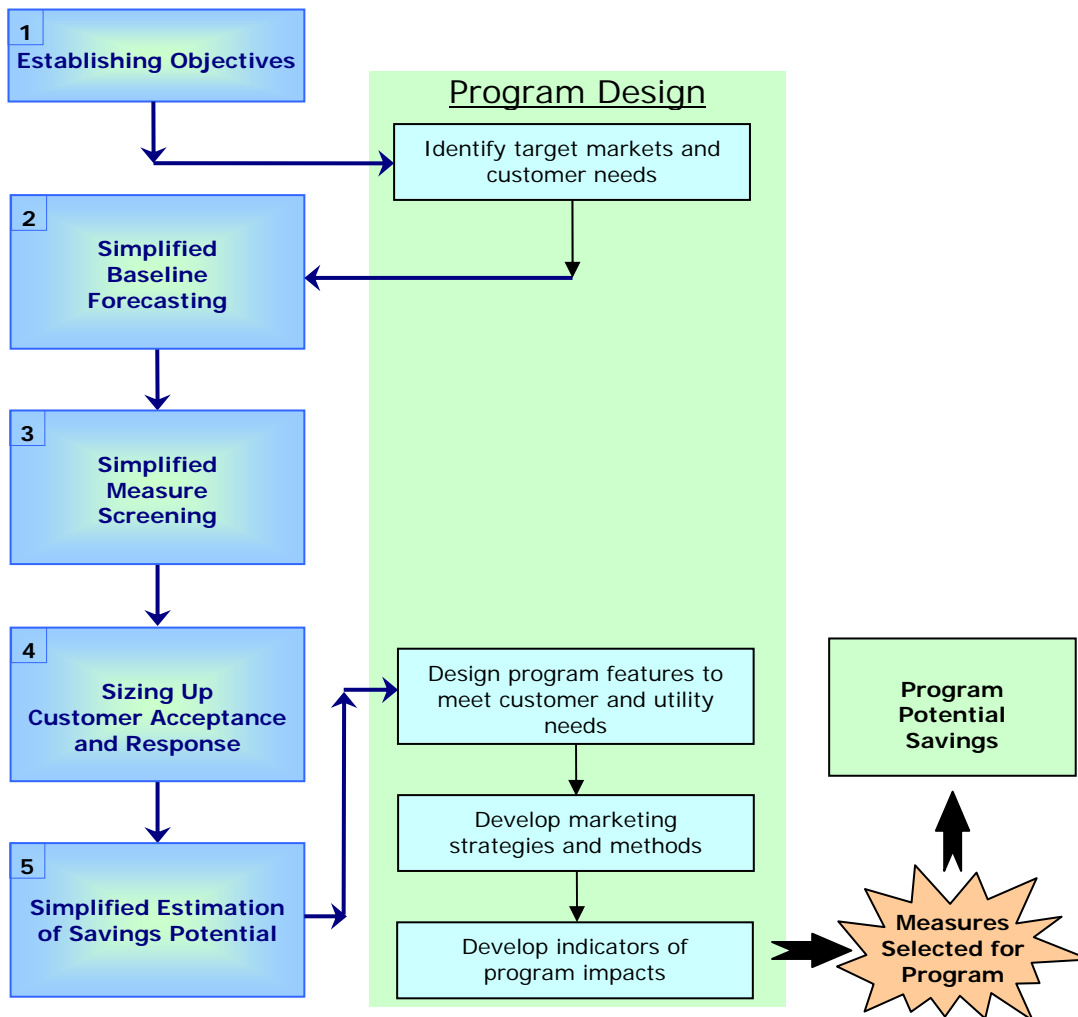 1
Establishing Objectives
Program Design
Identify target markets and
customer needs
2
Simplified
Baseline
Forecasting
3
Simplified
Measure
Screening
4
Sizing Up
Customer Acceptance
and Response
Design program features to
meet customer and utility
needs
Program
Potential
Savings
Develop marketing
strategies and methods
5
Simplified Estimation
of Savings Potential
Develop indicators of
program impacts
Measures
Selected for
Program